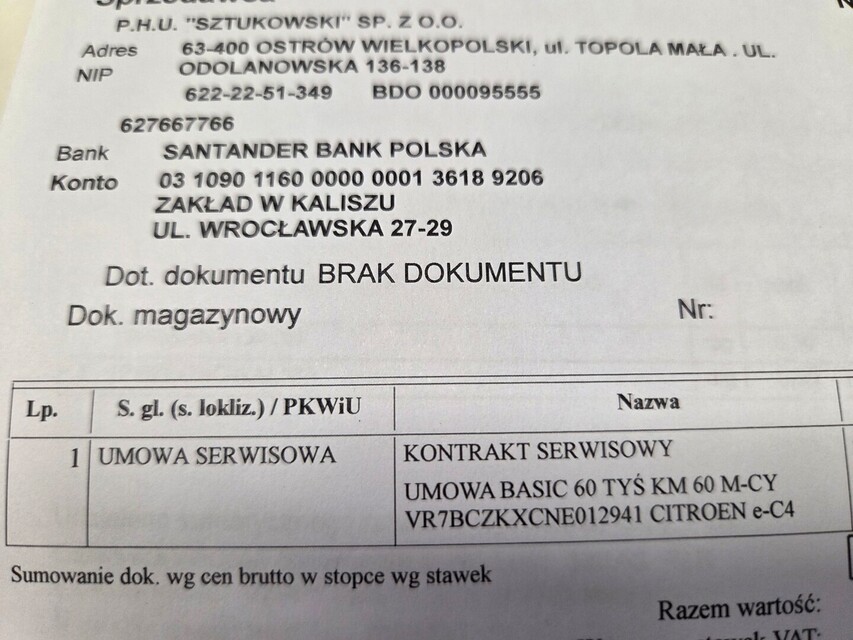 Sprzedawca
P.H.U. "SZTUKOWSKI" SP. Z O.O.
Adres 63-400 OSTRÓW WIELKOPOLSKI, ul. TOPOLA MAŁA . UL.
NIP ODOLANOWSKA 136-138
622-22-51-349 BDO 000095555
627667766
Bank SANTANDER BANK POLSKA
Konto 03 1090 1160 0000 0001 3618 9206
ZAKŁAD W KALISZU
UL. WROCŁAWSKA 27-29
Dot. dokumentu BRAK DOKUMENTU
Dok. magazynowy Nr:
Lp. S. gl. (s. lokliz.) / PKWiU Nazwa
1 UMOWA SERWISOWA KONTRAKT SERWISOWY
UMOWA BASIC 60 TYŚ KM 60 M-CY
VR7BCZKXCNE012941 CITROEN e-C4
Sumowanie dok. wg cen brutto w stopce wg stawek
Razem wartość:
VAT: